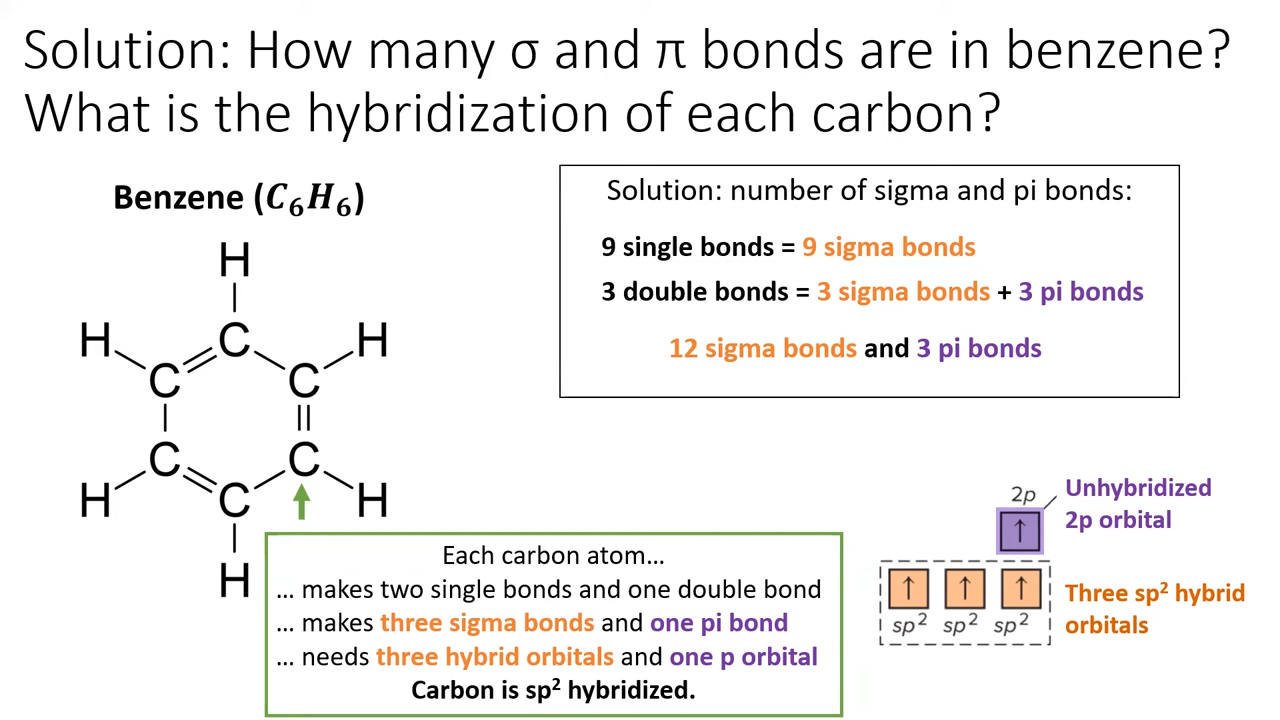 Solution: How many σ and π bonds are in benzene?
What is the hybridization of each carbon?
Benzene (C₆H₆)
H
H C H
C C
C C
H C H
H
Solution: number of sigma and pi bonds:
9 single bonds = 9 sigma bonds
3 double bonds = 3 sigma bonds + 3 pi bonds
12 sigma bonds and 3 pi bonds
Each carbon atom…
… makes two single bonds and one double bond
… makes three sigma bonds and one pi bond
… needs three hybrid orbitals and one p orbital
Carbon is sp² hybridized.
2p
↑
Unhybridized
2p orbital
↑ ↑ ↑
sp² sp² sp²
Three sp² hybrid
orbitals